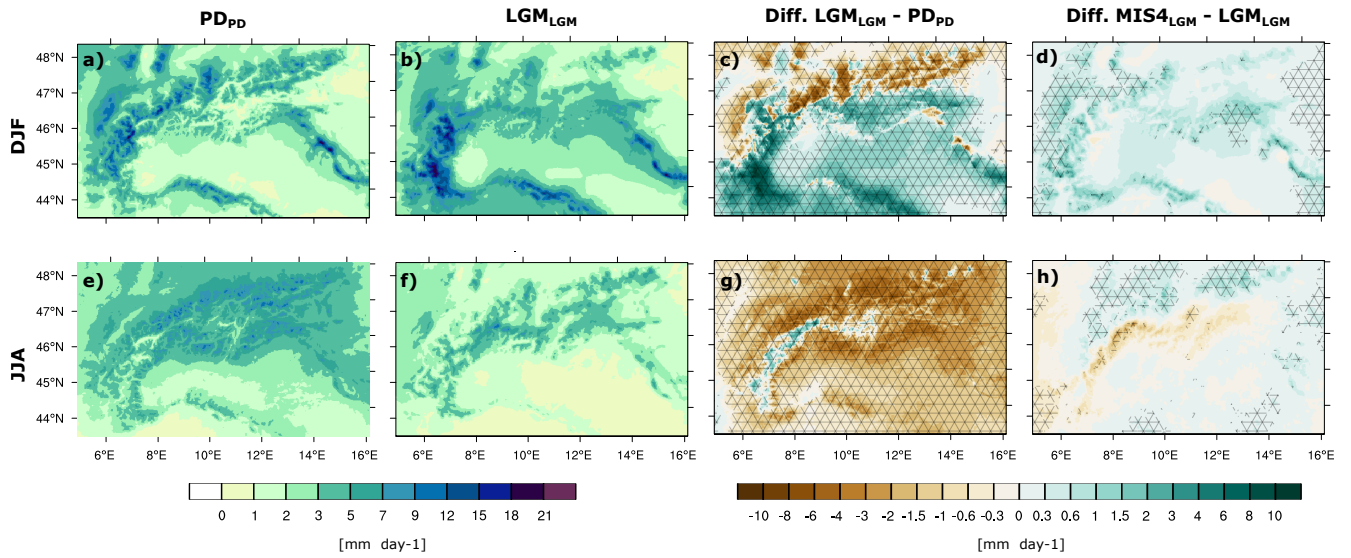 PD_PD LGM_LGM Diff. LGM_LGM - PD_PD Diff. MIS4_LGM - LGM_LGM
DJF
a) b) c) d)
48°N
47°N
46°N
45°N
44°N
JJA
e) f) g) h)
48°N
47°N
46°N
45°N
44°N
6°E 8°E 10°E 12°E 14°E 16°E 6°E 8°E 10°E 12°E 14°E 16°E 6°E 8°E 10°E 12°E 14°E 16°E 6°E 8°E 10°E 12°E 14°E 16°E
0 1 2 3 5 7 9 12 15 18 21
[mm day-1]
-10 -8 -6 -4 -3 -2 -1.5 -1 -0.6 -0.3 0 0.3 0.6 1 1.5 2 3 4 6 8 10
[mm day-1]